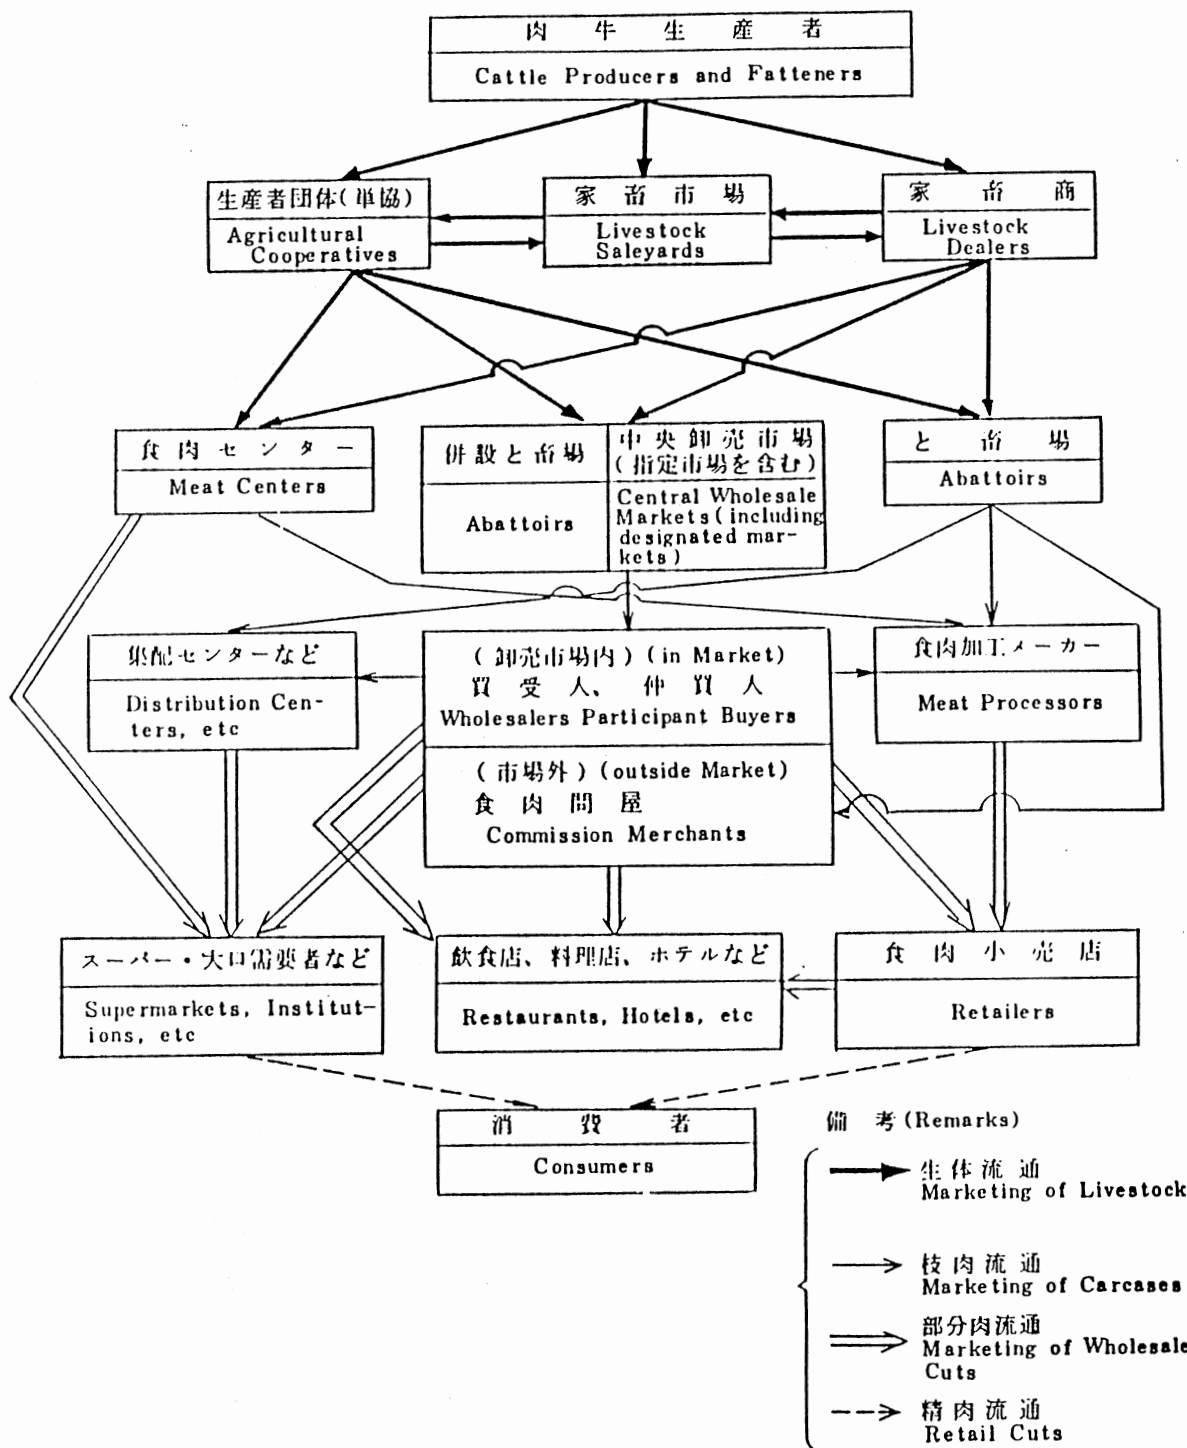 肉牛生産者
Cattle Producers and Fatteners
生産者団体(単協)
Agricultural
Cooperatives
家畜市場
Livestock
Saleyards
家畜商
Livestock
Dealers
食肉センター
Meat Centers
併設と畜場
Abattoirs
中央卸売市場
(指定市場を含む)
Central Wholesale
Markets(including
designated mar-
kets)
と畜場
Abattoirs
集配センターなど
Distribution Cen-
ters, etc
(卸売市場内)(in Market)
買受人、仲買人
Wholesalers Participant Buyers
(市場外)(outside Market)
食肉問屋
Commission Merchants
食肉加工メーカー
Meat Processors
スーパー・大口需要者など
Supermarkets, Institut-
ions, etc
飲食店、料理店、ホテルなど
Restaurants, Hotels, etc
食肉小売店
Retailers
消費者
Consumers
備考(Remarks)
生体流通
Marketing of Livestock
枝肉流通
Marketing of Carcases
部分肉流通
Marketing of Wholesale
Cuts
精肉流通
Retail Cuts